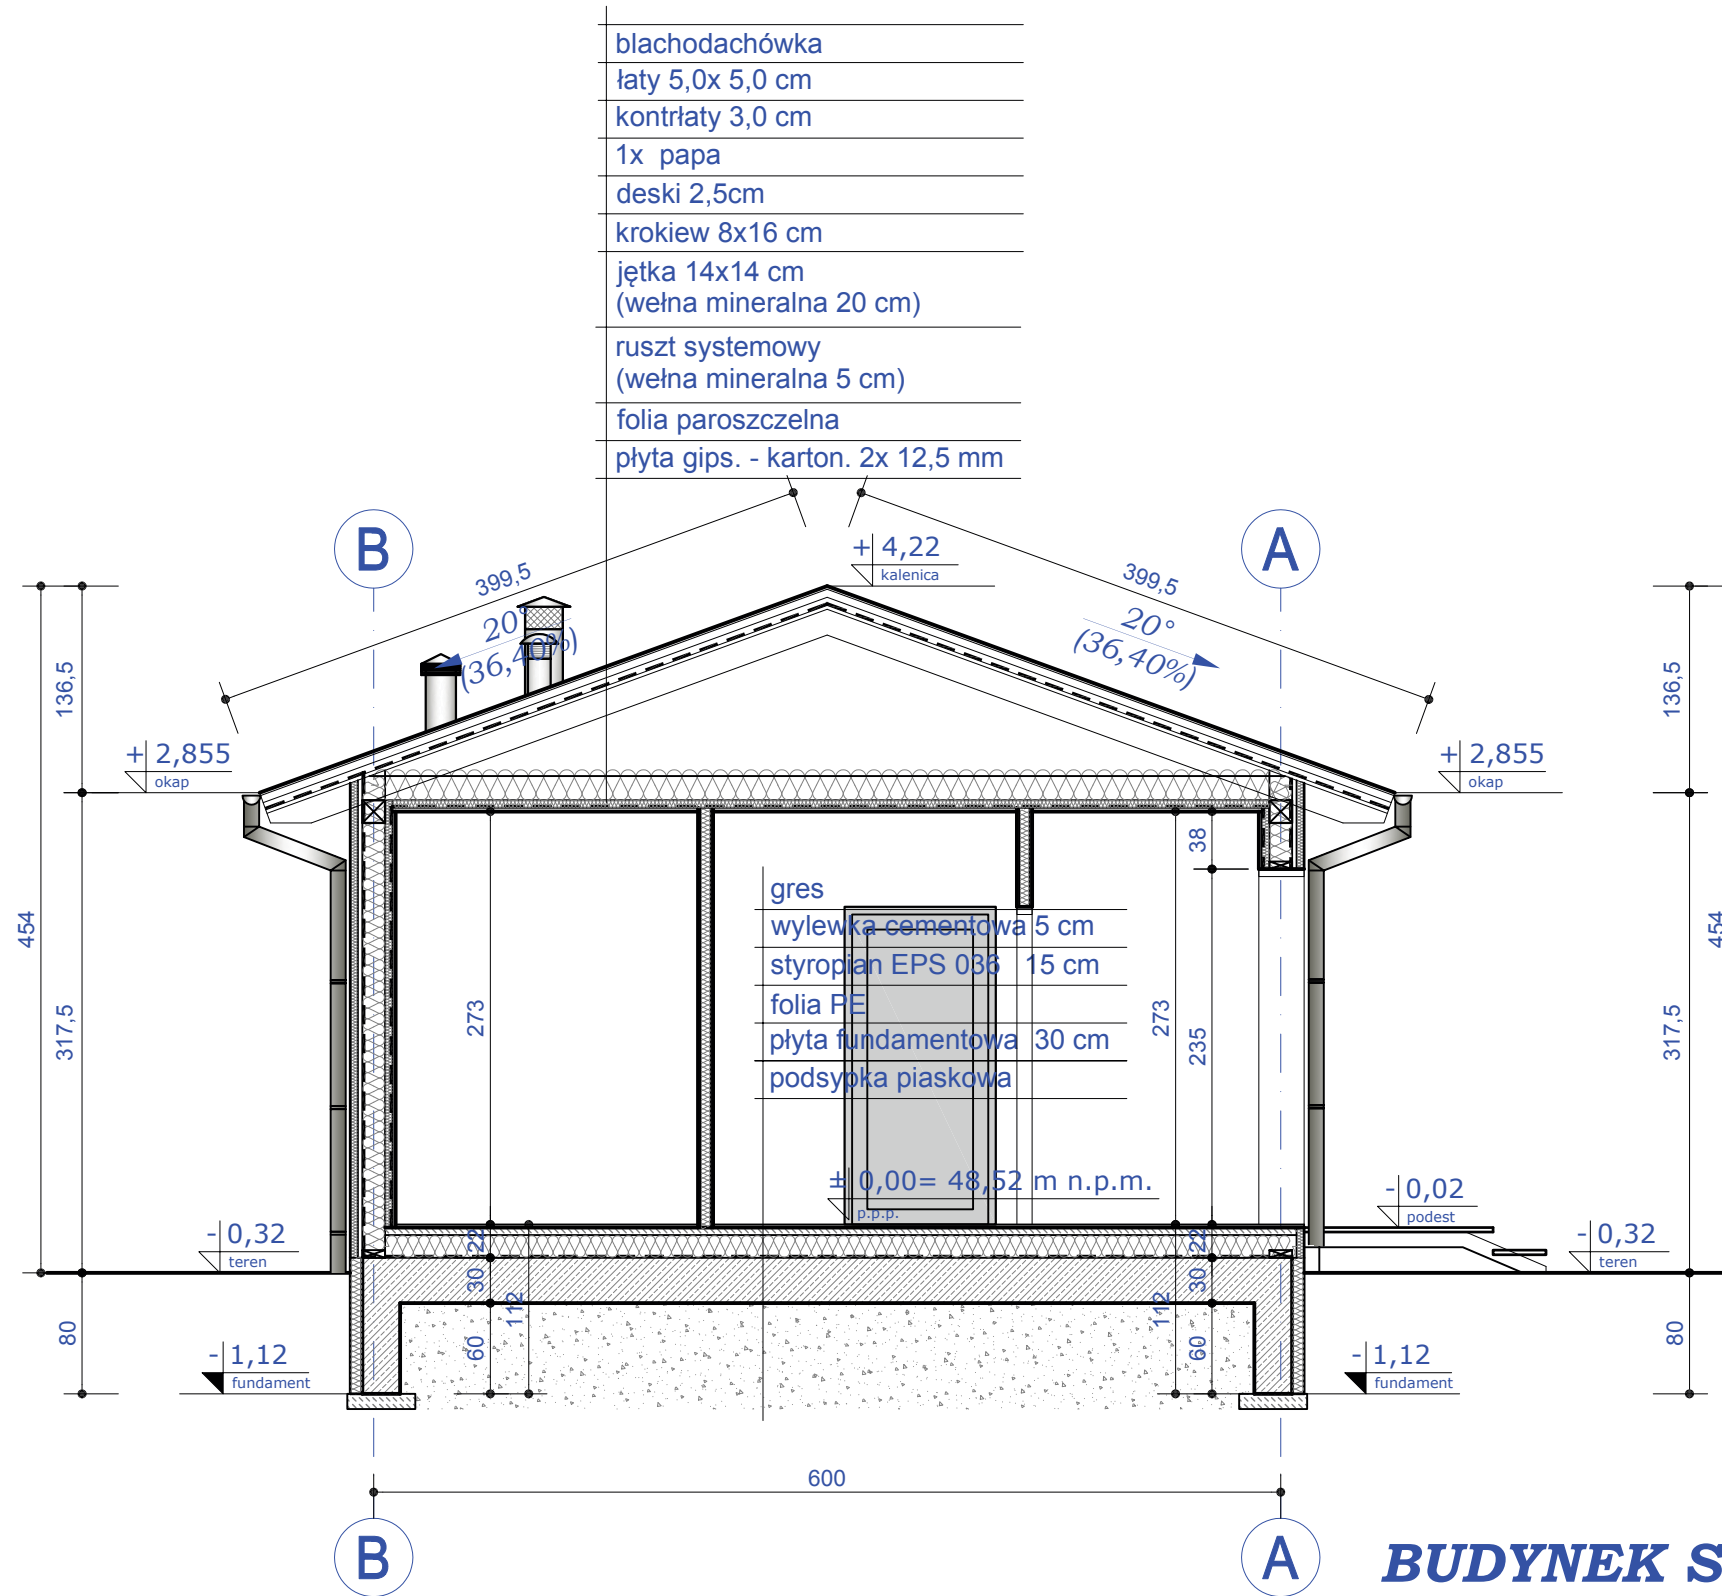 blachodachówka
łaty 5,0x 5,0 cm
kontrłaty 3,0 cm
1x papa
deski 2,5cm
krokiew 8x16 cm
jętka 14x14 cm
(wełna mineralna 20 cm)
ruszt systemowy
(wełna mineralna 5 cm)
folia paroszczelna
płyta gips. - karton. 2x 12,5 mm
B
A
+ 4,22
kalenica
399,5
399,5
20°
(36,40%)
20°
(36,40%)
136,5
136,5
+ 2,855
okap
+ 2,855
okap
38
gres
wylewka cementowa 5 cm
styropian EPS 036 15 cm
folia PE
płyta fundamentowa 30 cm
podsypka piaskowa
454
454
317,5
273
273
235
317,5
± 0,00= 48,52 m n.p.m.
p.p.p.
- 0,02
podest
- 0,32
teren
- 0,32
teren
22
22
30
30
112
112
60
60
80
80
- 1,12
fundament
- 1,12
fundament
600
B
A
BUDYNEK S